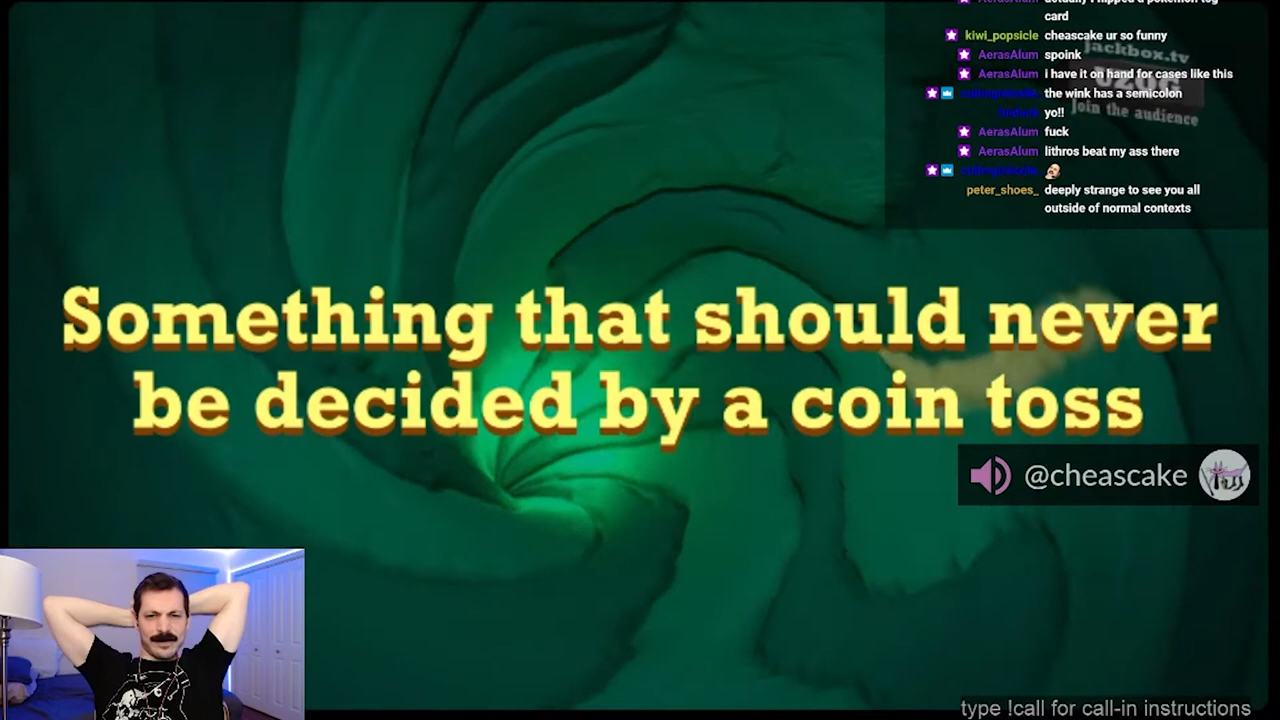 card
kiwi_popsicle cheascake ur so funny
AerasAlum spoink
AerasAlum i have it on hand for cases like this
the wink has a semicolon
yo!!
AerasAlum fuck
AerasAlum lithros beat my ass there
peter_shoes_ deeply strange to see you all
outside of normal contexts
jackbox.tv
Join the audience
Something that should never
be decided by a coin toss
@cheascake
type !call for call-in instructions